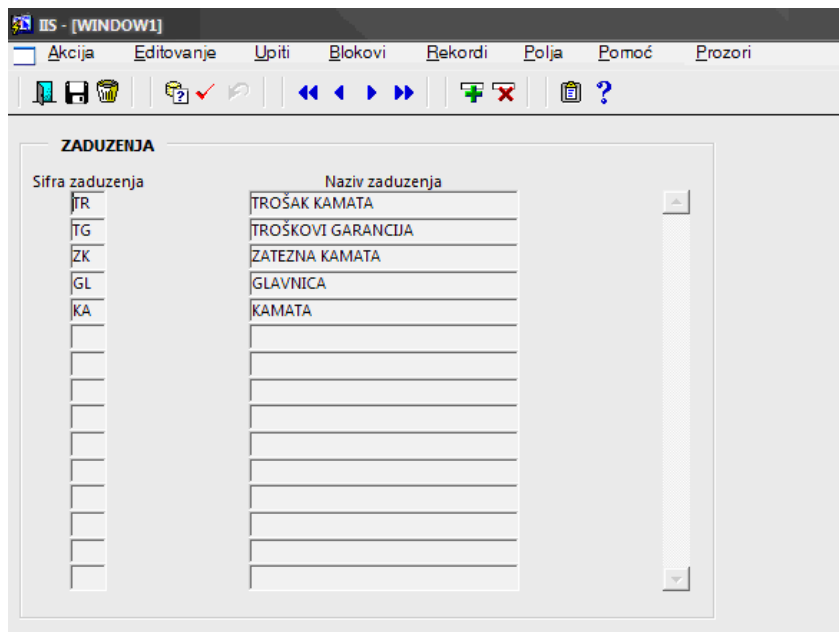 IIS - [WINDOW1]
Akcija Editovanje Upiti Blokovi Rekordi Polja Pomoć Prozori
ZADUZENJA
Sifra zaduzenja Naziv zaduzenja
TR TROŠAK KAMATA
TG TROŠKOVI GARANCIJA
ZK ZATEZNA KAMATA
GL GLAVNICA
KA KAMATA